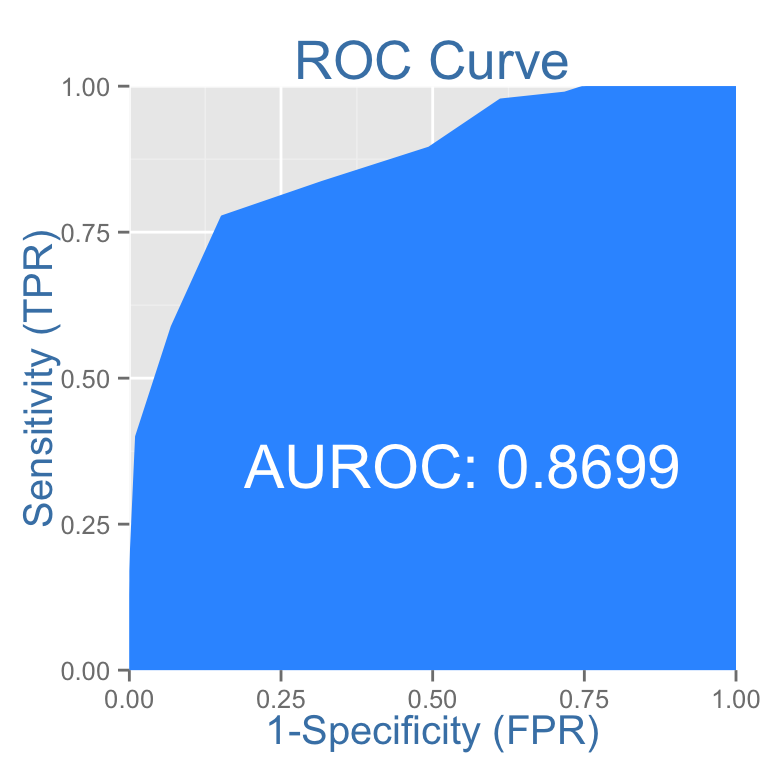 ROC Curve
1.00
0.75
0.50
0.25
0.00
Sensitivity (TPR)
AUROC: 0.8699
0.00 0.25 0.50 0.75 1.00
1-Specificity (FPR)